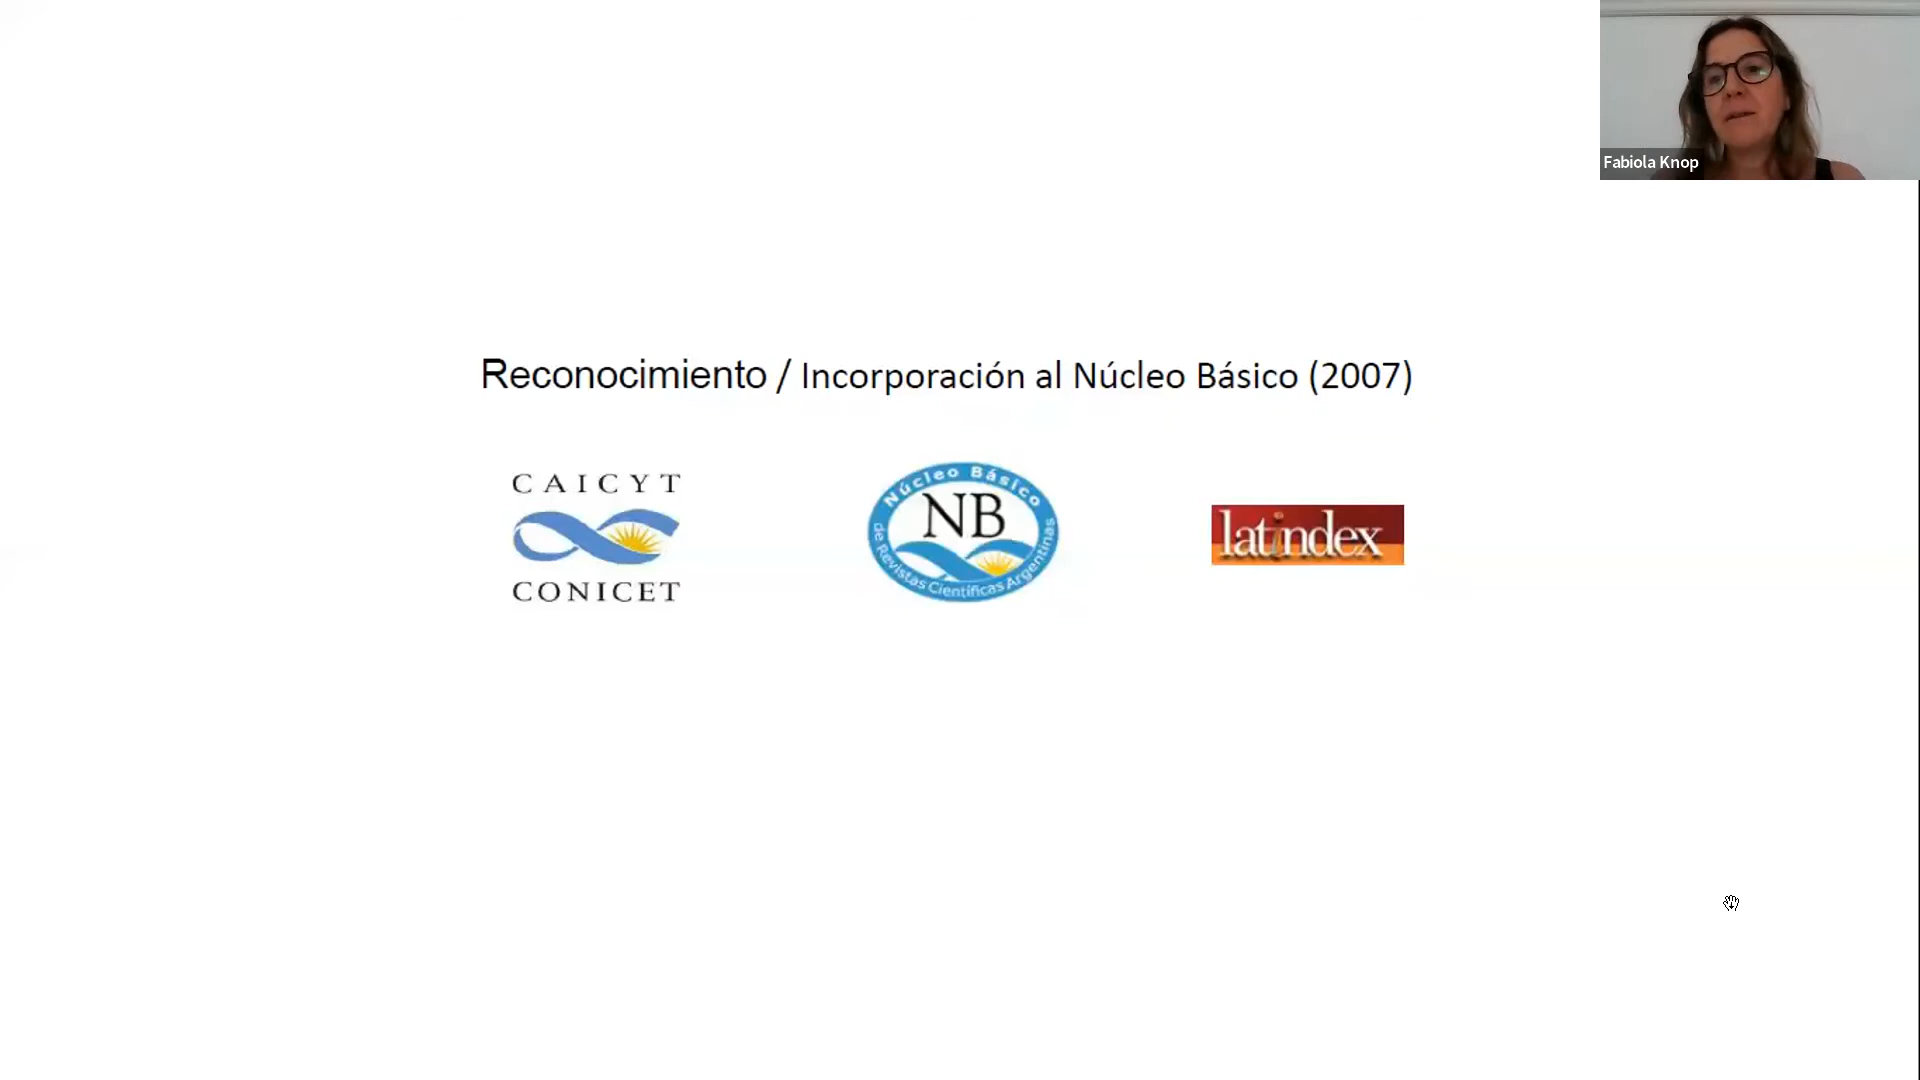 Fabiola Knop
Reconocimiento / Incorporación al Núcleo Básico (2007)
CAICYT
CONICET
Núcleo Básico
NB
de Revistas Científicas Argentinas
latindex